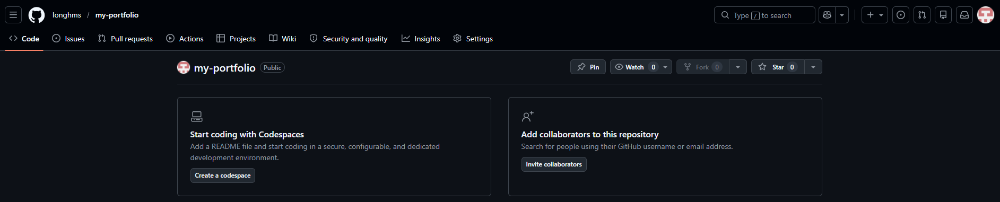 longhms / my-portfolio
Type / to search
Code
Issues
Pull requests
Actions
Projects
Wiki
Security and quality
Insights
Settings
my-portfolio Public
Pin
Watch 0
Fork 0
Star 0
Start coding with Codespaces
Add a README file and start coding in a secure, configurable, and dedicated
development environment.
Create a codespace
Add collaborators to this repository
Search for people using their GitHub username or email address.
Invite collaborators